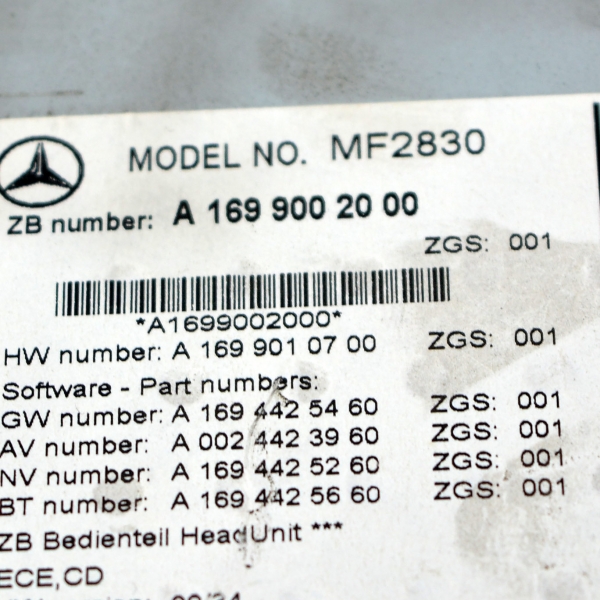 MODEL NO. MF2830
ZB number: A 169 900 20 00
ZGS: 001
*A1699002000*
HW number: A 169 901 07 00 ZGS: 001
Software - Part numbers:
GW number: A 169 442 54 60 ZGS: 001
AV number: A 002 442 39 60 ZGS: 001
NV number: A 169 442 52 60 ZGS: 001
BT number: A 169 442 56 60 ZGS: 001
ZB Bedienteil HeadUnit ***
ECE,CD